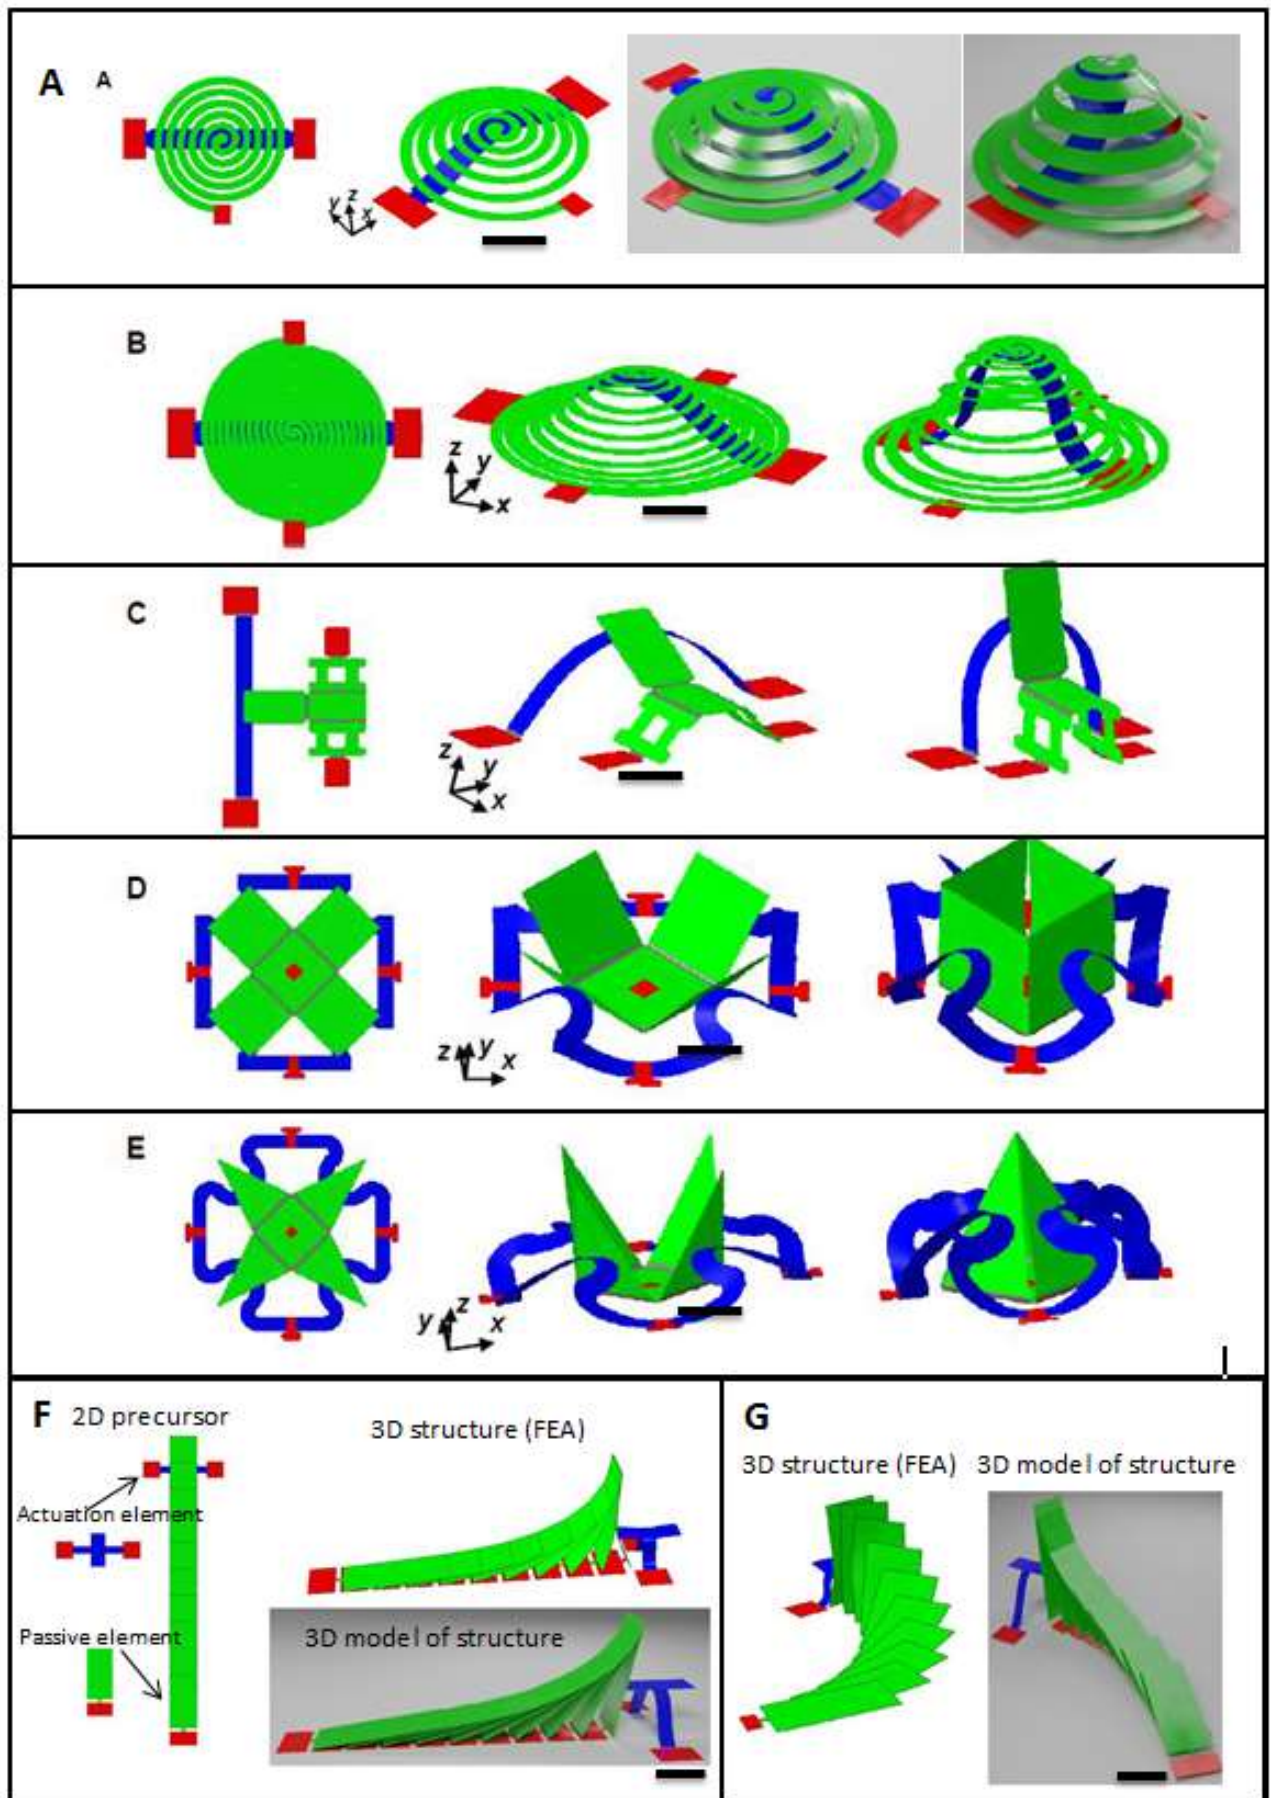 A A
y z x
B
z y x
C
z y x
D
z y x
E
y z x
F 2D precursor
3D structure (FEA)
Actuation element
Passive element
3D model of structure
G
3D structure (FEA) 3D model of structure